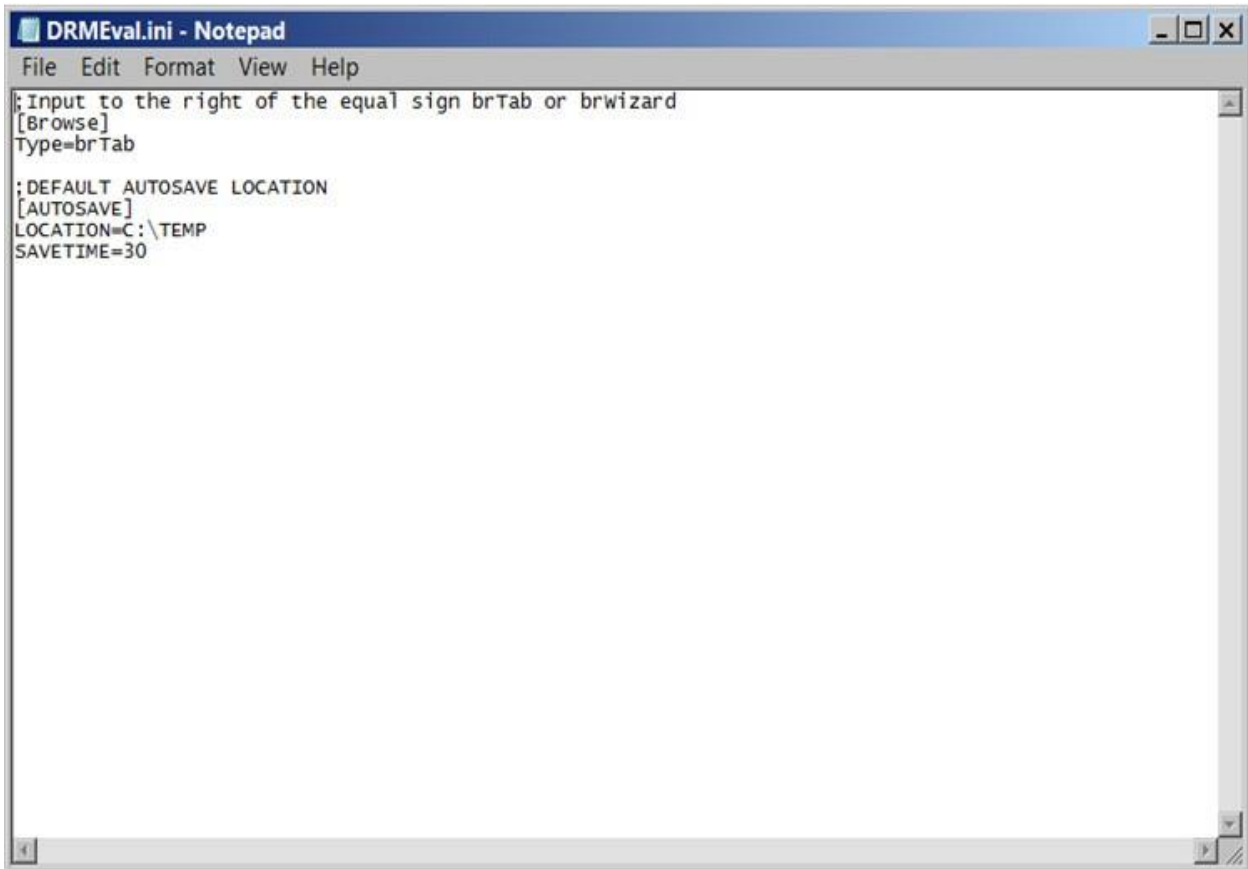 DRMEval.ini - Notepad
File Edit Format View Help
;Input to the right of the equal sign brTab or brWizard
[Browse]
Type=brTab
;DEFAULT AUTOSAVE LOCATION
[AUTOSAVE]
LOCATION=C:\TEMP
SAVETIME=30